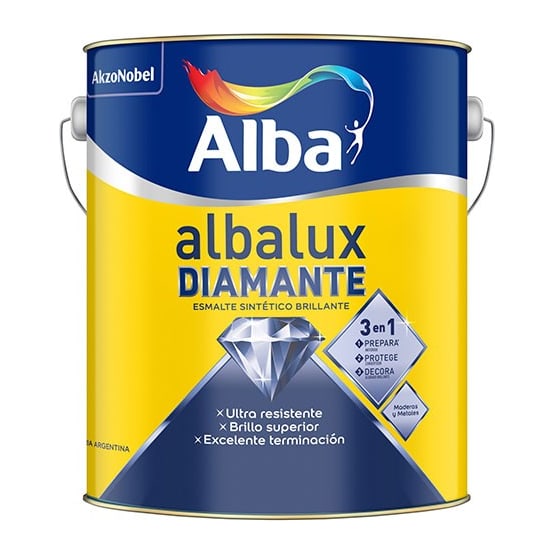 AkzoNobel
Alba
albalux
DIAMANTE
ESMALTE SINTÉTICO BRILLANTE
3 en 1
1 PREPARA
2 PROTEGE
3 DECORA
Maderas
y Metales
× Ultra resistente
× Brillo superior
× Excelente terminación
ARGENTINA